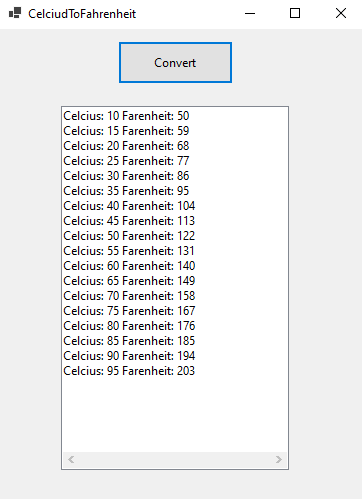 CelciudToFahrenheit
Convert
Celcius: 10 Farenheit: 50
Celcius: 15 Farenheit: 59
Celcius: 20 Farenheit: 68
Celcius: 25 Farenheit: 77
Celcius: 30 Farenheit: 86
Celcius: 35 Farenheit: 95
Celcius: 40 Farenheit: 104
Celcius: 45 Farenheit: 113
Celcius: 50 Farenheit: 122
Celcius: 55 Farenheit: 131
Celcius: 60 Farenheit: 140
Celcius: 65 Farenheit: 149
Celcius: 70 Farenheit: 158
Celcius: 75 Farenheit: 167
Celcius: 80 Farenheit: 176
Celcius: 85 Farenheit: 185
Celcius: 90 Farenheit: 194
Celcius: 95 Farenheit: 203